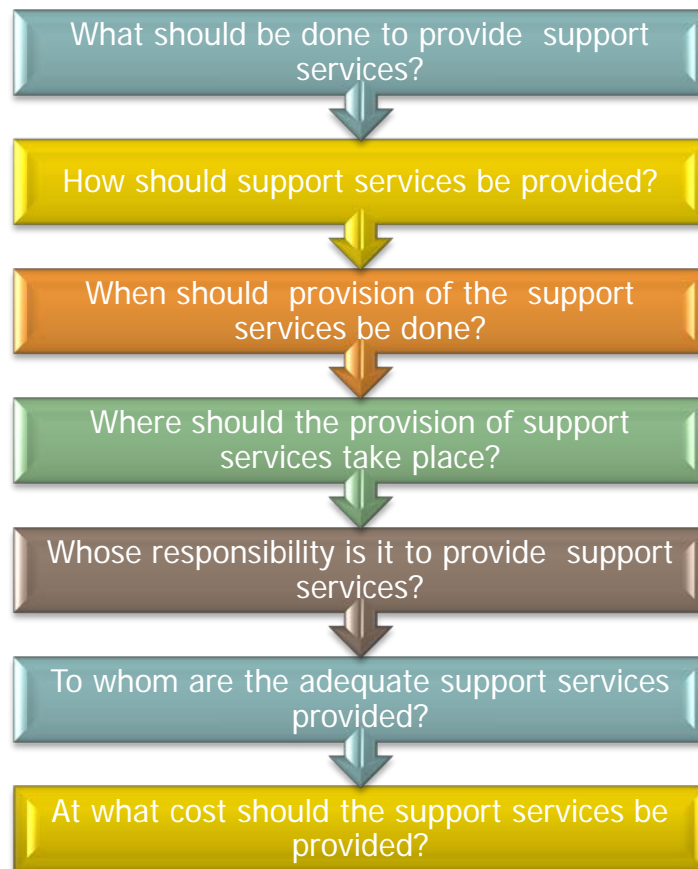 What should be done to provide  support
services?
How should support services be provided?
When should  provision of the  support
services be done?
Where should the provision of support
services take place?
Whose responsibility is it to provide  support
services?
To whom are the adequate support services
provided?
At what cost should the support services be
provided?